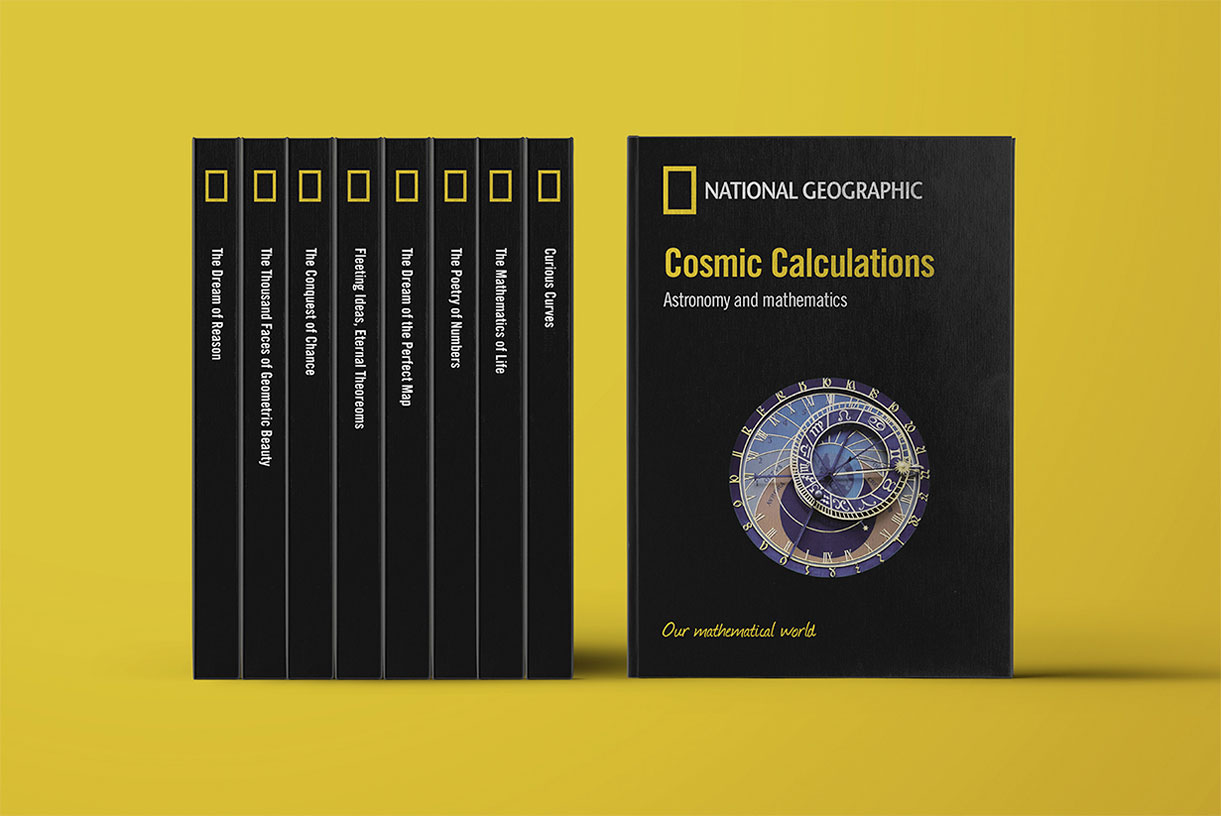 The Dream of Reason
The Thousand Faces of Geometric Beauty
The Conquest of Chance
Fleeting Ideas, Eternal Theoreoms
The Dream of the Perfect Map
The Poetry of Numbers
The Mathematics of Life
Curious Curves
NATIONAL GEOGRAPHIC
Cosmic Calculations
Astronomy and mathematics
Our mathematical world